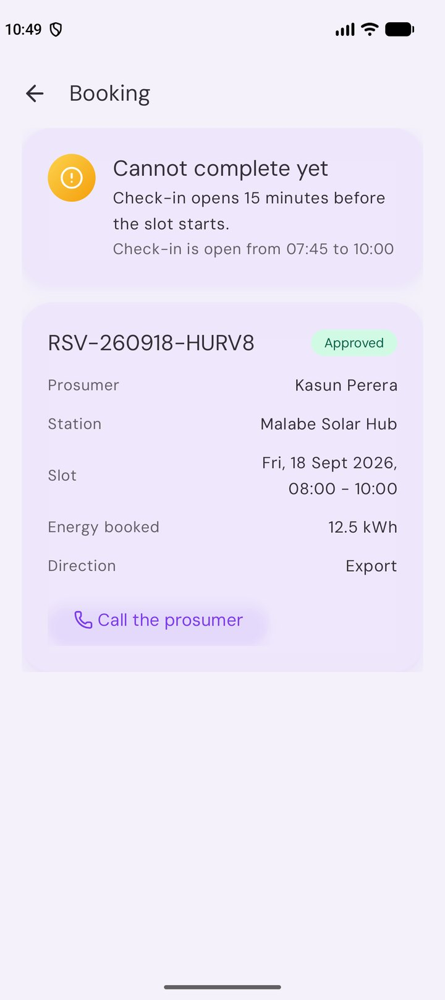 10:49
Booking
Cannot complete yet
Check-in opens 15 minutes before
the slot starts.
Check-in is open from 07:45 to 10:00
RSV-260918-HURV8
Approved
Prosumer
Kasun Perera
Station
Malabe Solar Hub
Slot
Fri, 18 Sept 2026,
08:00 - 10:00
Energy booked
12.5 kWh
Direction
Export
Call the prosumer